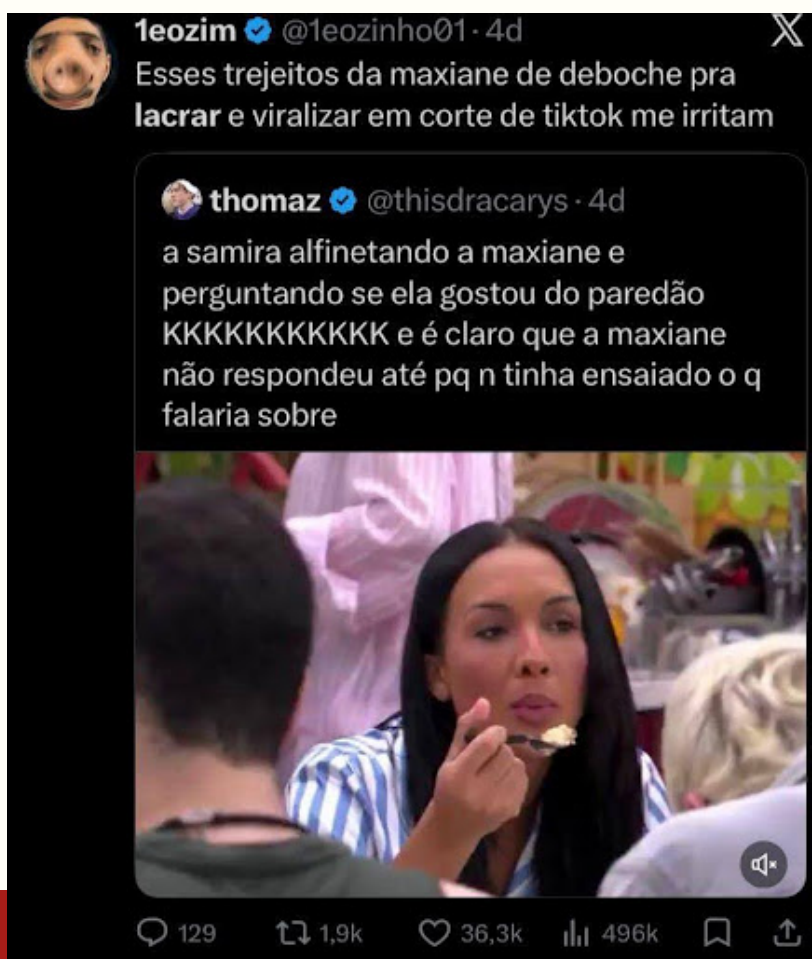 1eozim @1eozinho01 · 4d
Esses trejeitos da maxiane de deboche pra
lacrar e viralizar em corte de tiktok me irritam
thomaz @thisdracarys · 4d
a samira alfinetando a maxiane e
perguntando se ela gostou do paredão
KKKKKKKKKKK e é claro que a maxiane
não respondeu até pq n tinha ensaiado o q
falaria sobre
129 1,9k 36,3k 496k